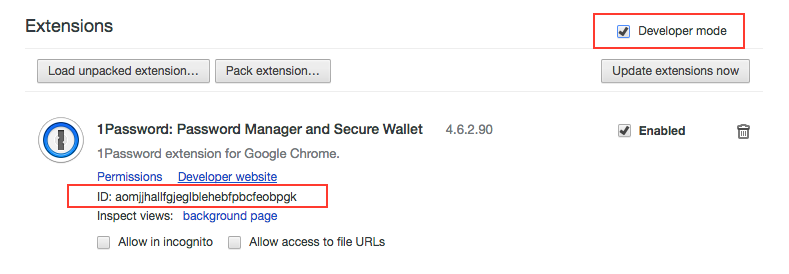 Extensions
Developer mode
Load unpacked extension...
Pack extension...
Update extensions now
1Password: Password Manager and Secure Wallet 4.6.2.90
Enabled
1Password extension for Google Chrome.
Permissions Developer website
ID: aomjjhallfgjeglblehebfpbcfeobpgk
Inspect views: background page
Allow in incognito Allow access to file URLs